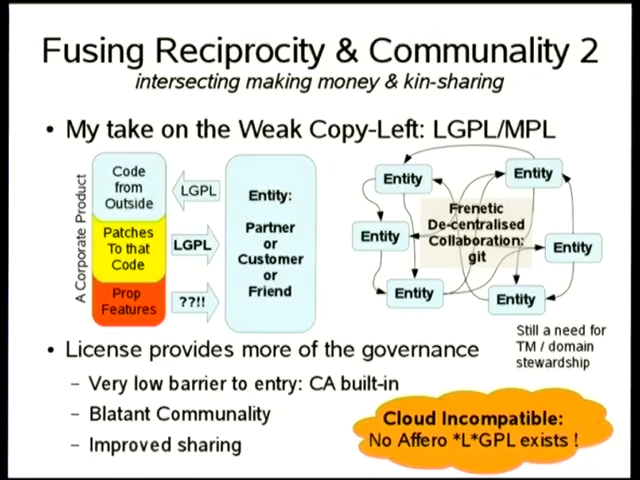 Fusing Reciprocity & Communality 2
intersecting making money & kin-sharing
• My take on the Weak Copy-Left: LGPL/MPL
A Corporate Product
Code
from
Outside
Patches
To that
Code
Prop
Features
LGPL
LGPL
??!!
Entity:
Partner
or
Customer
or
Friend
Entity
Entity
Entity
Entity
Entity
Entity
Frenetic
De-centralised
Collaboration:
git
Still a need for
TM / domain
stewardship
• License provides more of the governance
– Very low barrier to entry: CA built-in
– Blatant Communality
– Improved sharing
Cloud Incompatible:
No Affero *L*GPL exists !